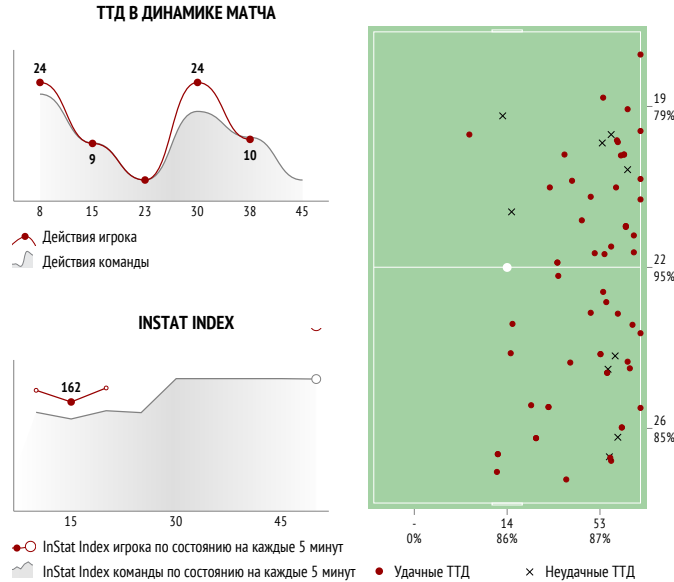 ТТД В ДИНАМИКЕ МАТЧА
24
24
9
10
8 15 23 30 38 45
Действия игрока
Действия команды
INSTAT INDEX
162
15 30 45
InStat Index игрока по состоянию на каждые 5 минут
InStat Index команды по состоянию на каждые 5 минут
19
79%
22
95%
26
85%
- 14 53
0% 86% 87%
Удачные ТТД
Неудачные ТТД